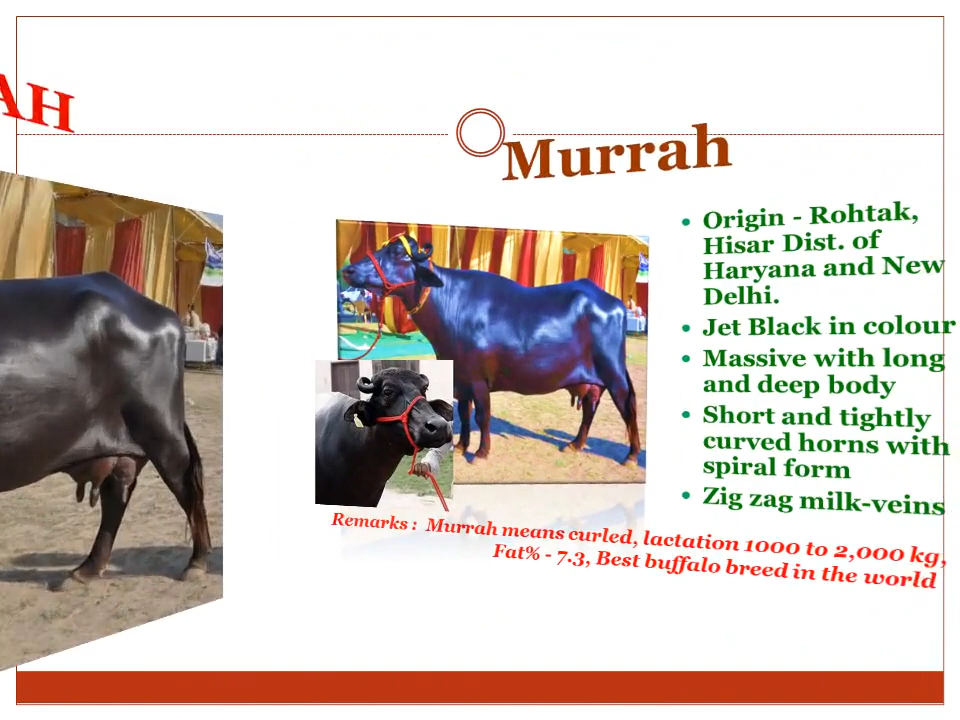 AH
Murrah
• Origin - Rohtak,
Hisar Dist. of
Haryana and New
Delhi.
• Jet Black in colour
• Massive with long
and deep body
• Short and tightly
curved horns with
spiral form
• Zig zag milk-veins
Remarks : Murrah means curled, lactation 1000 to 2,000 kg,
Fat% - 7.3, Best buffalo breed in the world